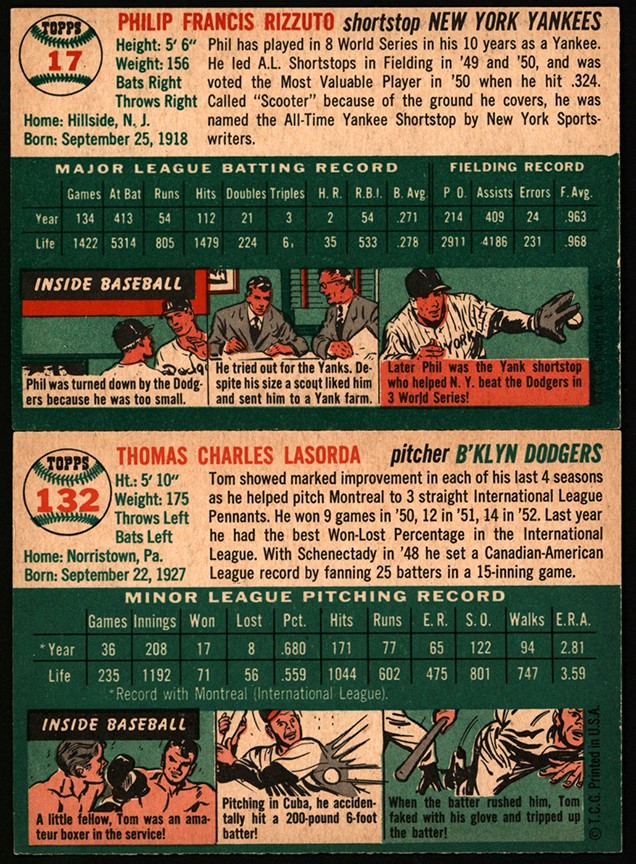 TOPPS
17
PHILIP FRANCIS RIZZUTO shortstop NEW YORK YANKEES
Height: 5' 6"
Weight: 156
Bats Right
Throws Right
Home: Hillside, N. J.
Born: September 25, 1918
Phil has played in 8 World Series in his 10 years as a Yankee.
He led A.L. Shortstops in Fielding in '49 and '50, and was
voted the Most Valuable Player in '50 when he hit .324.
Called "Scooter" because of the ground he covers, he was
named the All-Time Yankee Shortstop by New York Sports-
writers.
MAJOR LEAGUE BATTING RECORD FIELDING RECORD
Games At Bat Runs Hits Doubles Triples H. R. R.B.I. B. Avg. P O. Assists Errors F. Avg.
Year 134 413 54 112 21 3 2 54 .271 214 409 24 .963
Life 1422 5314 805 1479 224 6 35 533 .278 2911 4186 231 .968
INSIDE BASEBALL
Phil was turned down by the Dodg-
ers because he was too small.
He tried out for the Yanks. De-
spite his size a scout liked him
and sent him to a Yank farm.
YORK
Later Phil was the Yank shortstop
who helped N. Y. beat the Dodgers in
3 World Series!
TOPPS
132
THOMAS CHARLES LASORDA pitcher B'KLYN DODGERS
Ht.: 5' 10"
Weight: 175
Throws Left
Bats Left
Home: Norristown, Pa.
Born: September 22, 1927
Tom showed marked improvement in each of his last 4 seasons
as he helped pitch Montreal to 3 straight International League
Pennants. He won 9 games in '50, 12 in '51, 14 in '52. Last year
he had the best Won-Lost Percentage in the International
League. With Schenectady in '48 he set a Canadian-American
League record by fanning 25 batters in a 15-inning game.
MINOR LEAGUE PITCHING RECORD
Games Innings Won Lost Pct. Hits Runs E. R. S. O. Walks E.R.A.
*Year 36 208 17 8 .680 171 77 65 122 94 2.81
Life 235 1192 71 56 .559 1044 602 475 801 747 3.59
*Record with Montreal (International League).
INSIDE BASEBALL
A little fellow, Tom was an ama-
teur boxer in the service!
Pitching in Cuba, he acciden-
tally hit a 200-pound 6-foot
batter!
When the batter rushed him, Tom
faked with his glove and tripped up
the batter!
© T.C.G. Printed in U.S.A.